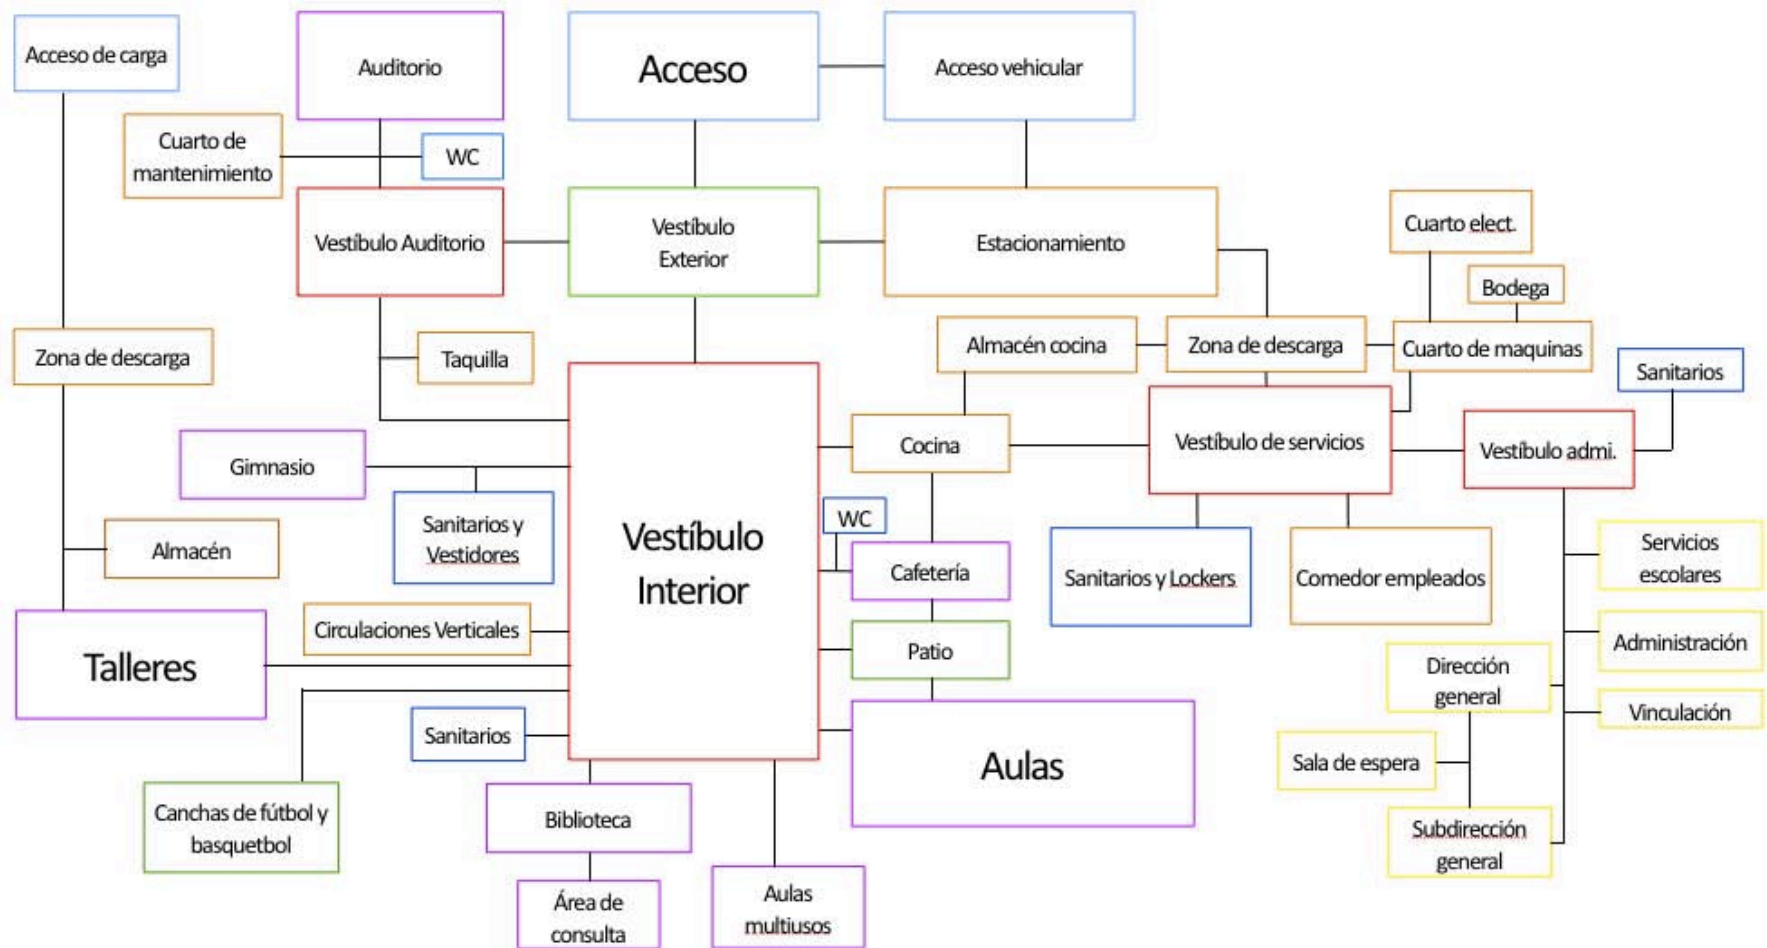 Acceso de carga
Auditorio
Acceso
Acceso vehicular
Cuarto de
mantenimiento
WC
Vestíbulo Auditorio
Vestíbulo
Exterior
Estacionamiento
Cuarto elect.
Bodega
Zona de descarga
Taquilla
Almacén cocina
Zona de descarga
Cuarto de maquinas
Sanitarios
Gimnasio
Cocina
Vestíbulo de servicios
Vestíbulo admi.
Sanitarios y
Vestidores
Vestíbulo
Interior
WC
Almacén
Cafetería
Sanitarios y Lockers
Comedor empleados
Servicios
escolares
Circulaciones Verticales
Patio
Administración
Talleres
Dirección
general
Vinculación
Sanitarios
Aulas
Sala de espera
Canchas de fútbol y
basquetbol
Biblioteca
Subdirección
general
Área de
consulta
Aulas
multiusos